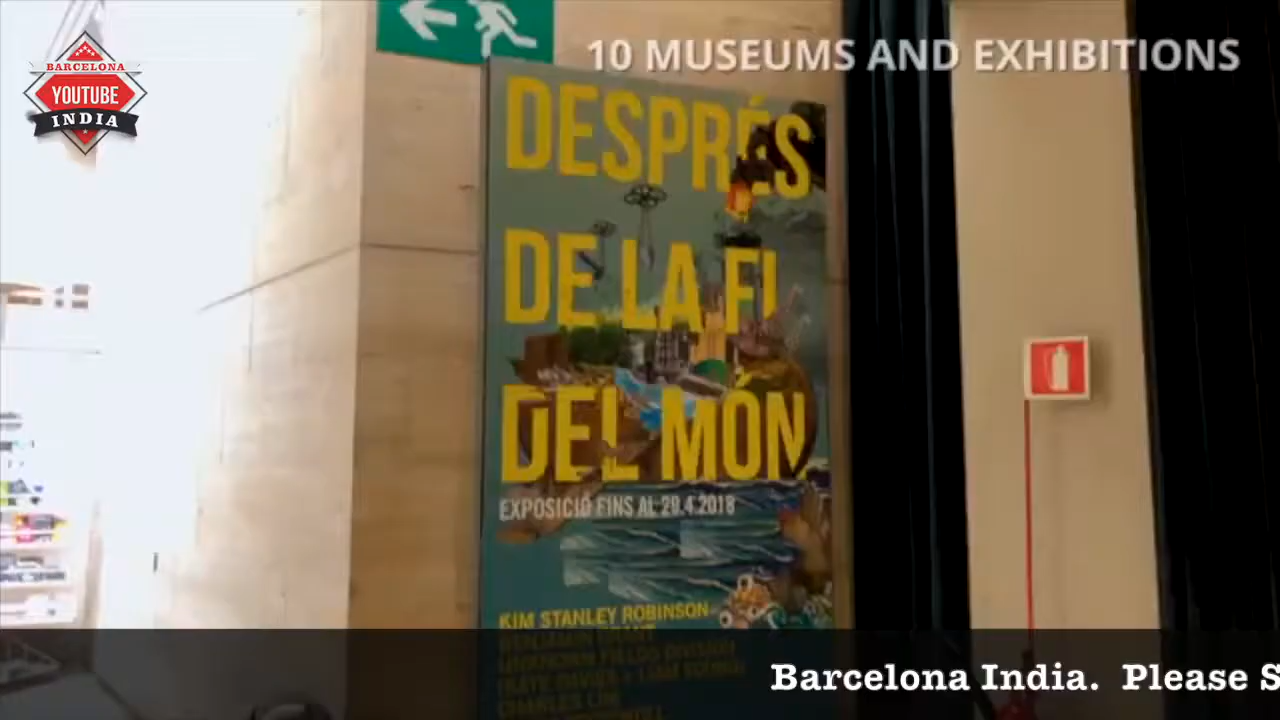 10 MUSEUMS AND EXHIBITIONS
BARCELONA
YOUTUBE
INDIA
DESPRÉS
DE LA FI
DEL MÓN
EXPOSICIÓ FINS AL 29.4.2018
KIM STANLEY ROBINSON
Barcelona India. Please S